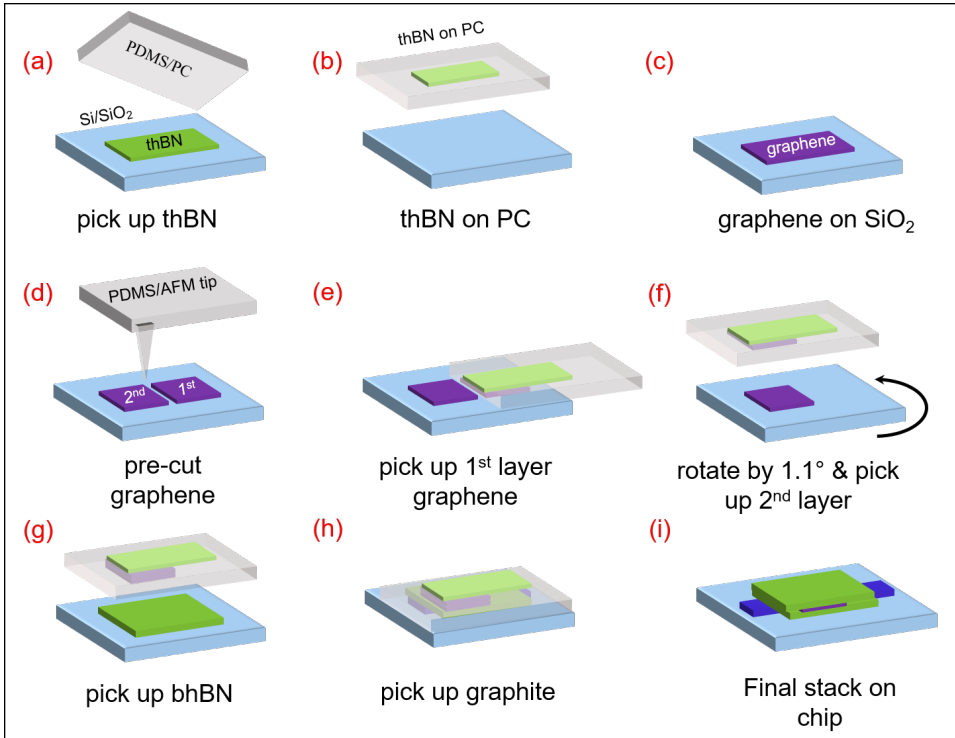 (a)
PDMS/PC
Si/SiO₂
thBN
pick up thBN
(b)
thBN on PC
thBN on PC
(c)
graphene
graphene on SiO₂
(d)
PDMS/AFM tip
2ⁿᵈ
1ˢᵗ
pre-cut
graphene
(e)
pick up 1ˢᵗ layer
graphene
(f)
rotate by 1.1° & pick
up 2ⁿᵈ layer
(g)
pick up bhBN
(h)
pick up graphite
(i)
Final stack on
chip